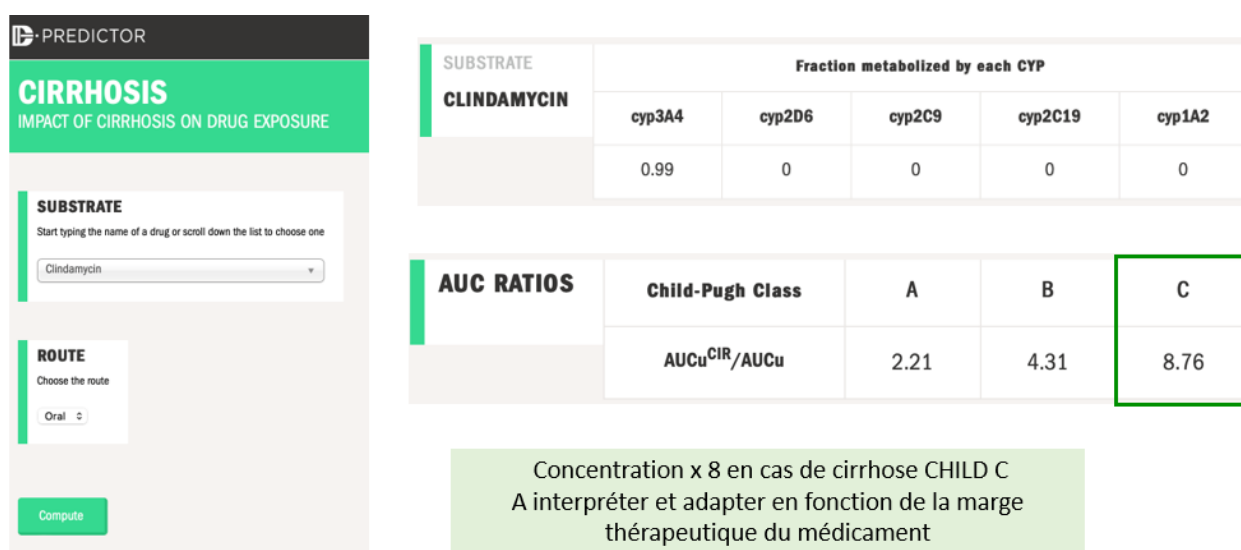 PREDICTOR
CIRRHOSIS
IMPACT OF CIRRHOSIS ON DRUG EXPOSURE
SUBSTRATE
Start typing the name of a drug or scroll down the list to choose one
Clindamycin
ROUTE
Choose the route
Oral
Compute
SUBSTRATE
CLINDAMYCIN
Fraction metabolized by each CYP
cyp3A4 cyp2D6 cyp2C9 cyp2C19 cyp1A2
0.99 0 0 0 0
AUC RATIOS
Child-Pugh Class A B C
AUCuCIR/AUCu 2.21 4.31 8.76
Concentration x 8 en cas de cirrhose CHILD C
A interpréter et adapter en fonction de la marge
thérapeutique du médicament